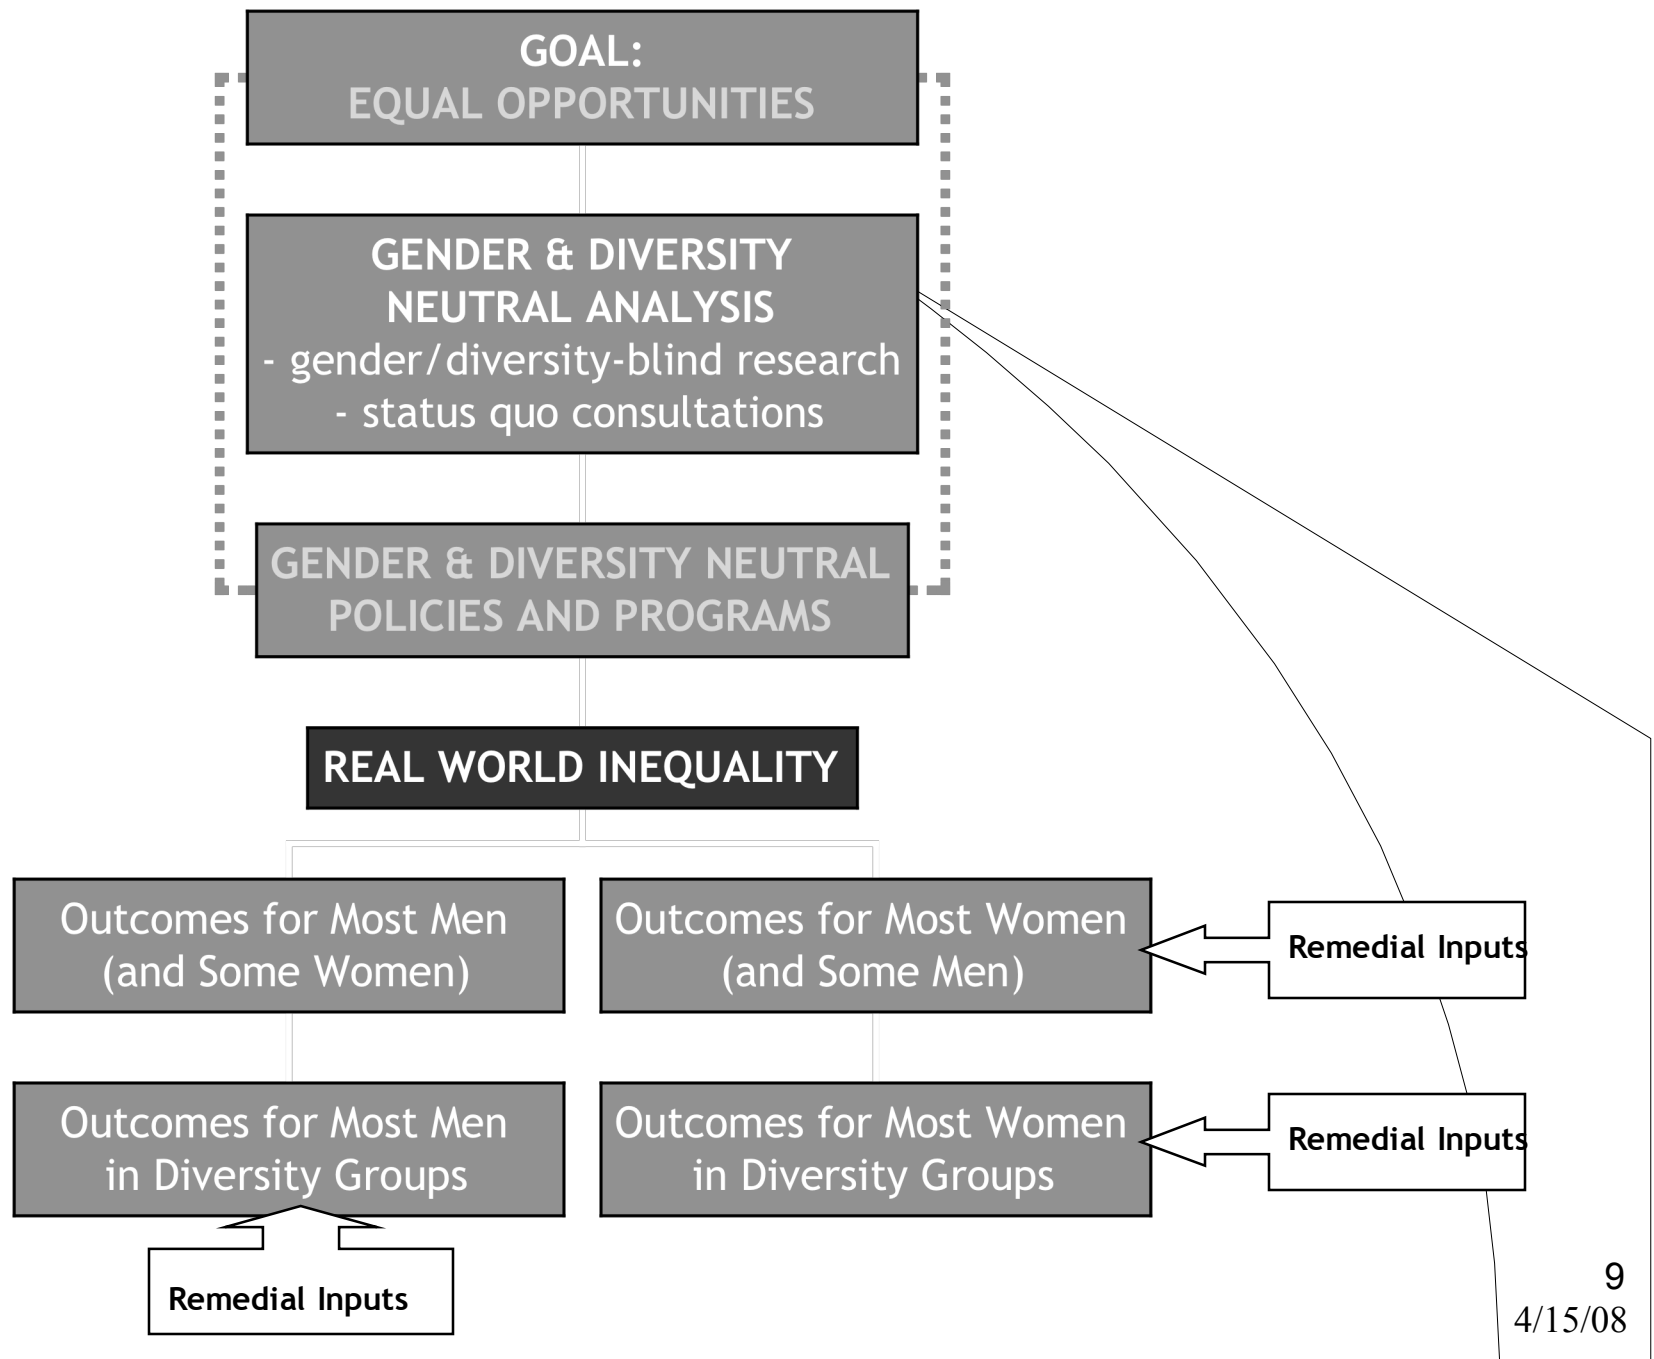 GOAL:
EQUAL OPPORTUNITIES
GENDER & DIVERSITY
NEUTRAL ANALYSIS
- gender/diversity-blind research
- status quo consultations
GENDER & DIVERSITY NEUTRAL
POLICIES AND PROGRAMS
REAL WORLD INEQUALITY
Outcomes for Most Men
(and Some Women)
Outcomes for Most Women
(and Some Men)
Remedial Inputs
Outcomes for Most Men
in Diversity Groups
Outcomes for Most Women
in Diversity Groups
Remedial Inputs
Remedial Inputs
9
4/15/08